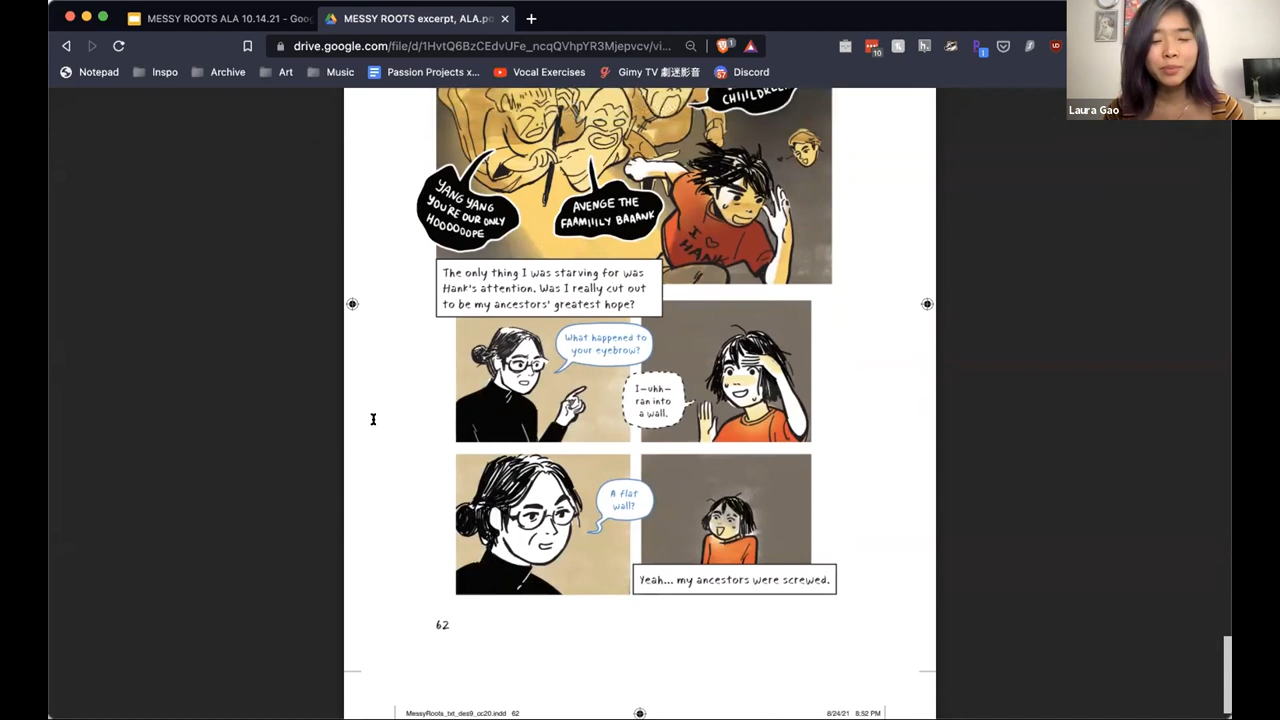 MESSY ROOTS ALA 10.14.21 - Goo
MESSY ROOTS excerpt, ALA.po
drive.google.com/file/d/1HvtQ6BzCEdvUFe_ncqQVhpYR3Mjepvcv/vi...
Notepad
Inspo
Archive
Art
Music
Passion Projects x...
Vocal Exercises
Gimy TV 劇迷影音
Discord
Laura Gao
CHIIILDREEE
YANG YANG
YOU'RE OUR ONLY
HOOOOOOPE
AVENGE THE
FAAMIIILY BAAANK
I ♡
HANK
The only thing I was starving for was
Hank's attention. Was I really cut out
to be my ancestors' greatest hope?
What happened to
your eyebrow?
I–uhh–
ran into
a wall.
A flat
wall?
Yeah... my ancestors were screwed.
62
MessyRoots_txt_des9_cc20.indd 62
8/24/21 8:52 PM